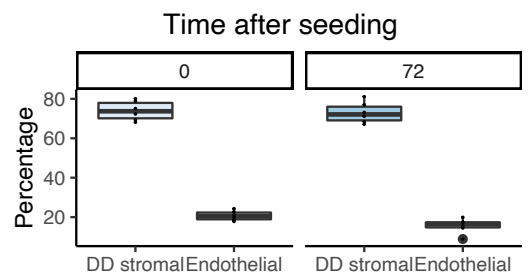 Time after seeding
0 72
Percentage
80
60
40
20
DD stromal Endothelial DD stromal Endothelial